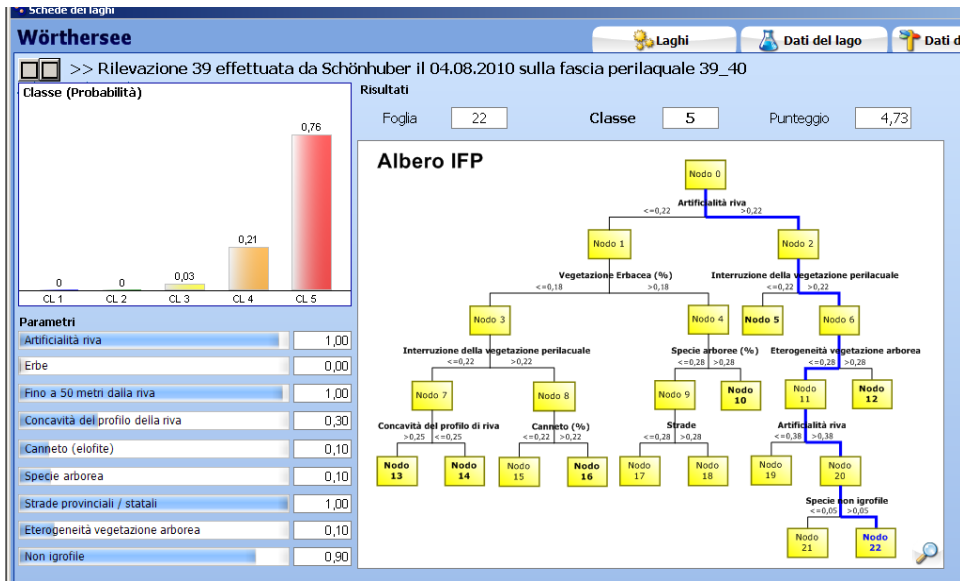 Schede dei laghi
Wörthersee
Laghi
Dati del lago
Dati d
>> Rilevazione 39 effettuata da Schönhuber il 04.08.2010 sulla fascia perilaquale 39_40
Classe (Probabilità)
0
0
0,03
0,21
0,76
CL 1
CL 2
CL 3
CL 4
CL 5
Risultati
Foglia 22 Classe 5 Punteggio 4,73
Albero IFP
Nodo 0
Artificialità riva
<=0,22 >0,22
Nodo 1
Nodo 2
Vegetazione Erbacea (%)
<=0,18 >0,18
Interruzione della vegetazione perilacuale
<=0,22 >0,22
Nodo 3
Nodo 4
Nodo 5
Nodo 6
Interruzione della vegetazione perilacuale
<=0,22 >0,22
Specie arboree (%)
<=0,28 >0,28
Eterogeneità vegetazione arborea
<=0,28 >0,28
Nodo 7
Nodo 8
Nodo 9
Nodo
10
Nodo
11
Nodo
12
Concavità del profilo di riva
>0,25 <=0,25
Canneto (%)
<=0,22 >0,22
Strade
<=0,28 >0,28
Artificialità riva
<=0,38 >0,38
Nodo
13
Nodo
14
Nodo
15
Nodo
16
Nodo
17
Nodo
18
Nodo
19
Nodo
20
Specie non igrofile
<=0,05 >0,05
Nodo
21
Nodo
22
Parametri
Artificialità riva 1,00
Erbe 0,00
Fino a 50 metri dalla riva 1,00
Concavità del profilo della riva 0,30
Canneto (elofite) 0,10
Specie arborea 0,10
Strade provinciali / statali 1,00
Eterogeneità vegetazione arborea 0,10
Non igrofile 0,90